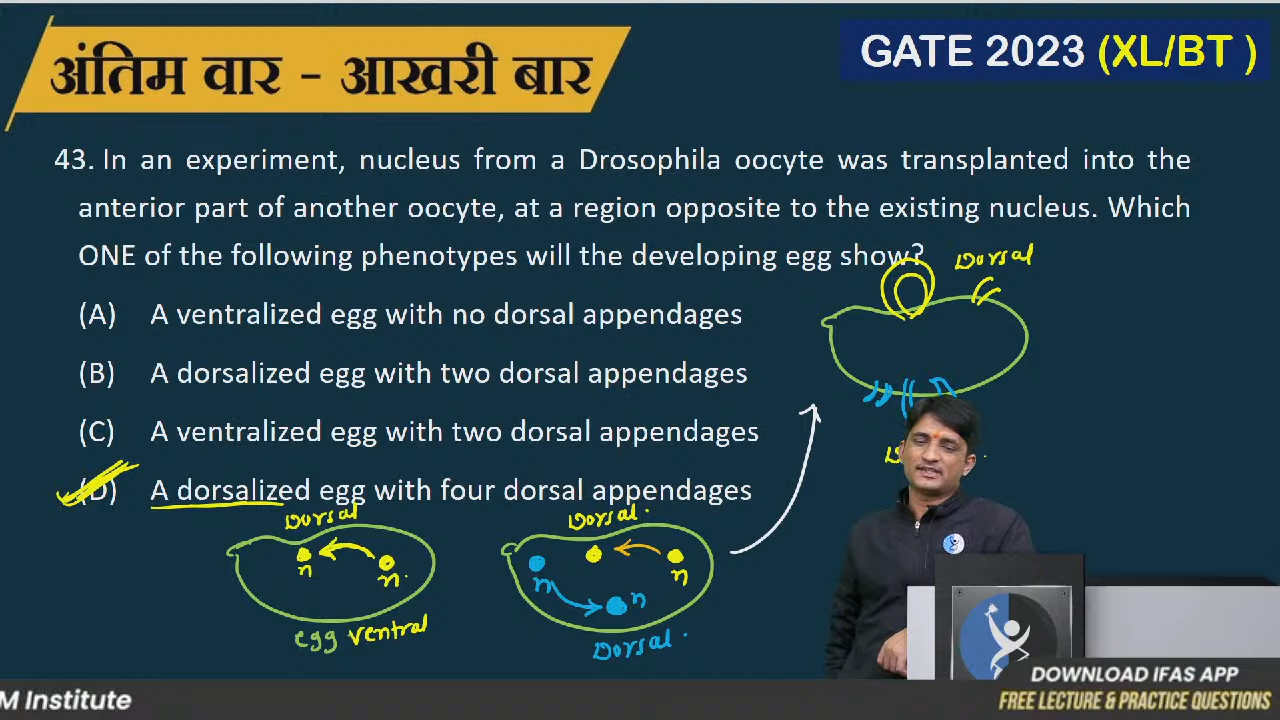 अंतिम वार - आखरी बार
GATE 2023 (XL/BT )
43. In an experiment, nucleus from a Drosophila oocyte was transplanted into the
anterior part of another oocyte, at a region opposite to the existing nucleus. Which
ONE of the following phenotypes will the developing egg show?
Dorsal
(A) A ventralized egg with no dorsal appendages
(B) A dorsalized egg with two dorsal appendages
(C) A ventralized egg with two dorsal appendages
(D) A dorsalized egg with four dorsal appendages
Dorsal
Dorsal.
n
n.
n
n
n
egg ventral
Dorsal.
DOWNLOAD IFAS APP
M Institute
FREE LECTURE & PRACTICE QUESTIONS